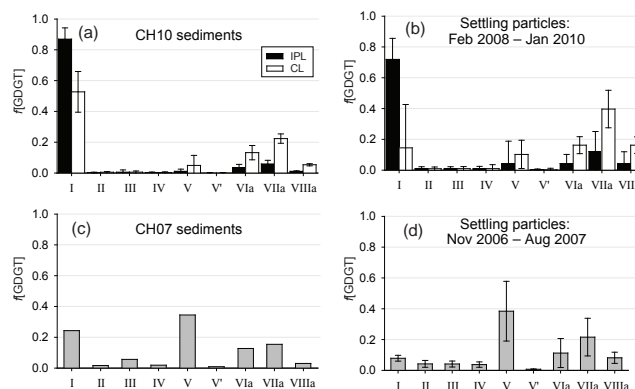 (a)
CH10 sediments
IPL
CL
f[GDGT]
1.0
0.8
0.6
0.4
0.2
0.0
I II III IV V V' VIa VIIa VIIIa
(b)
Settling particles:
Feb 2008 – Jan 2010
f[GDGT]
1.0
0.8
0.6
0.4
0.2
0.0
I II III IV V V' VIa VIIa VII
(c)
CH07 sediments
f[GDGT]
1.0
0.8
0.6
0.4
0.2
0.0
I II III IV V V' VIa VIIa VIIIa
(d)
Settling particles:
Nov 2006 – Aug 2007
f[GDGT]
1.0
0.8
0.6
0.4
0.2
0.0
I II III IV V V' VIa VIIa VIIIa